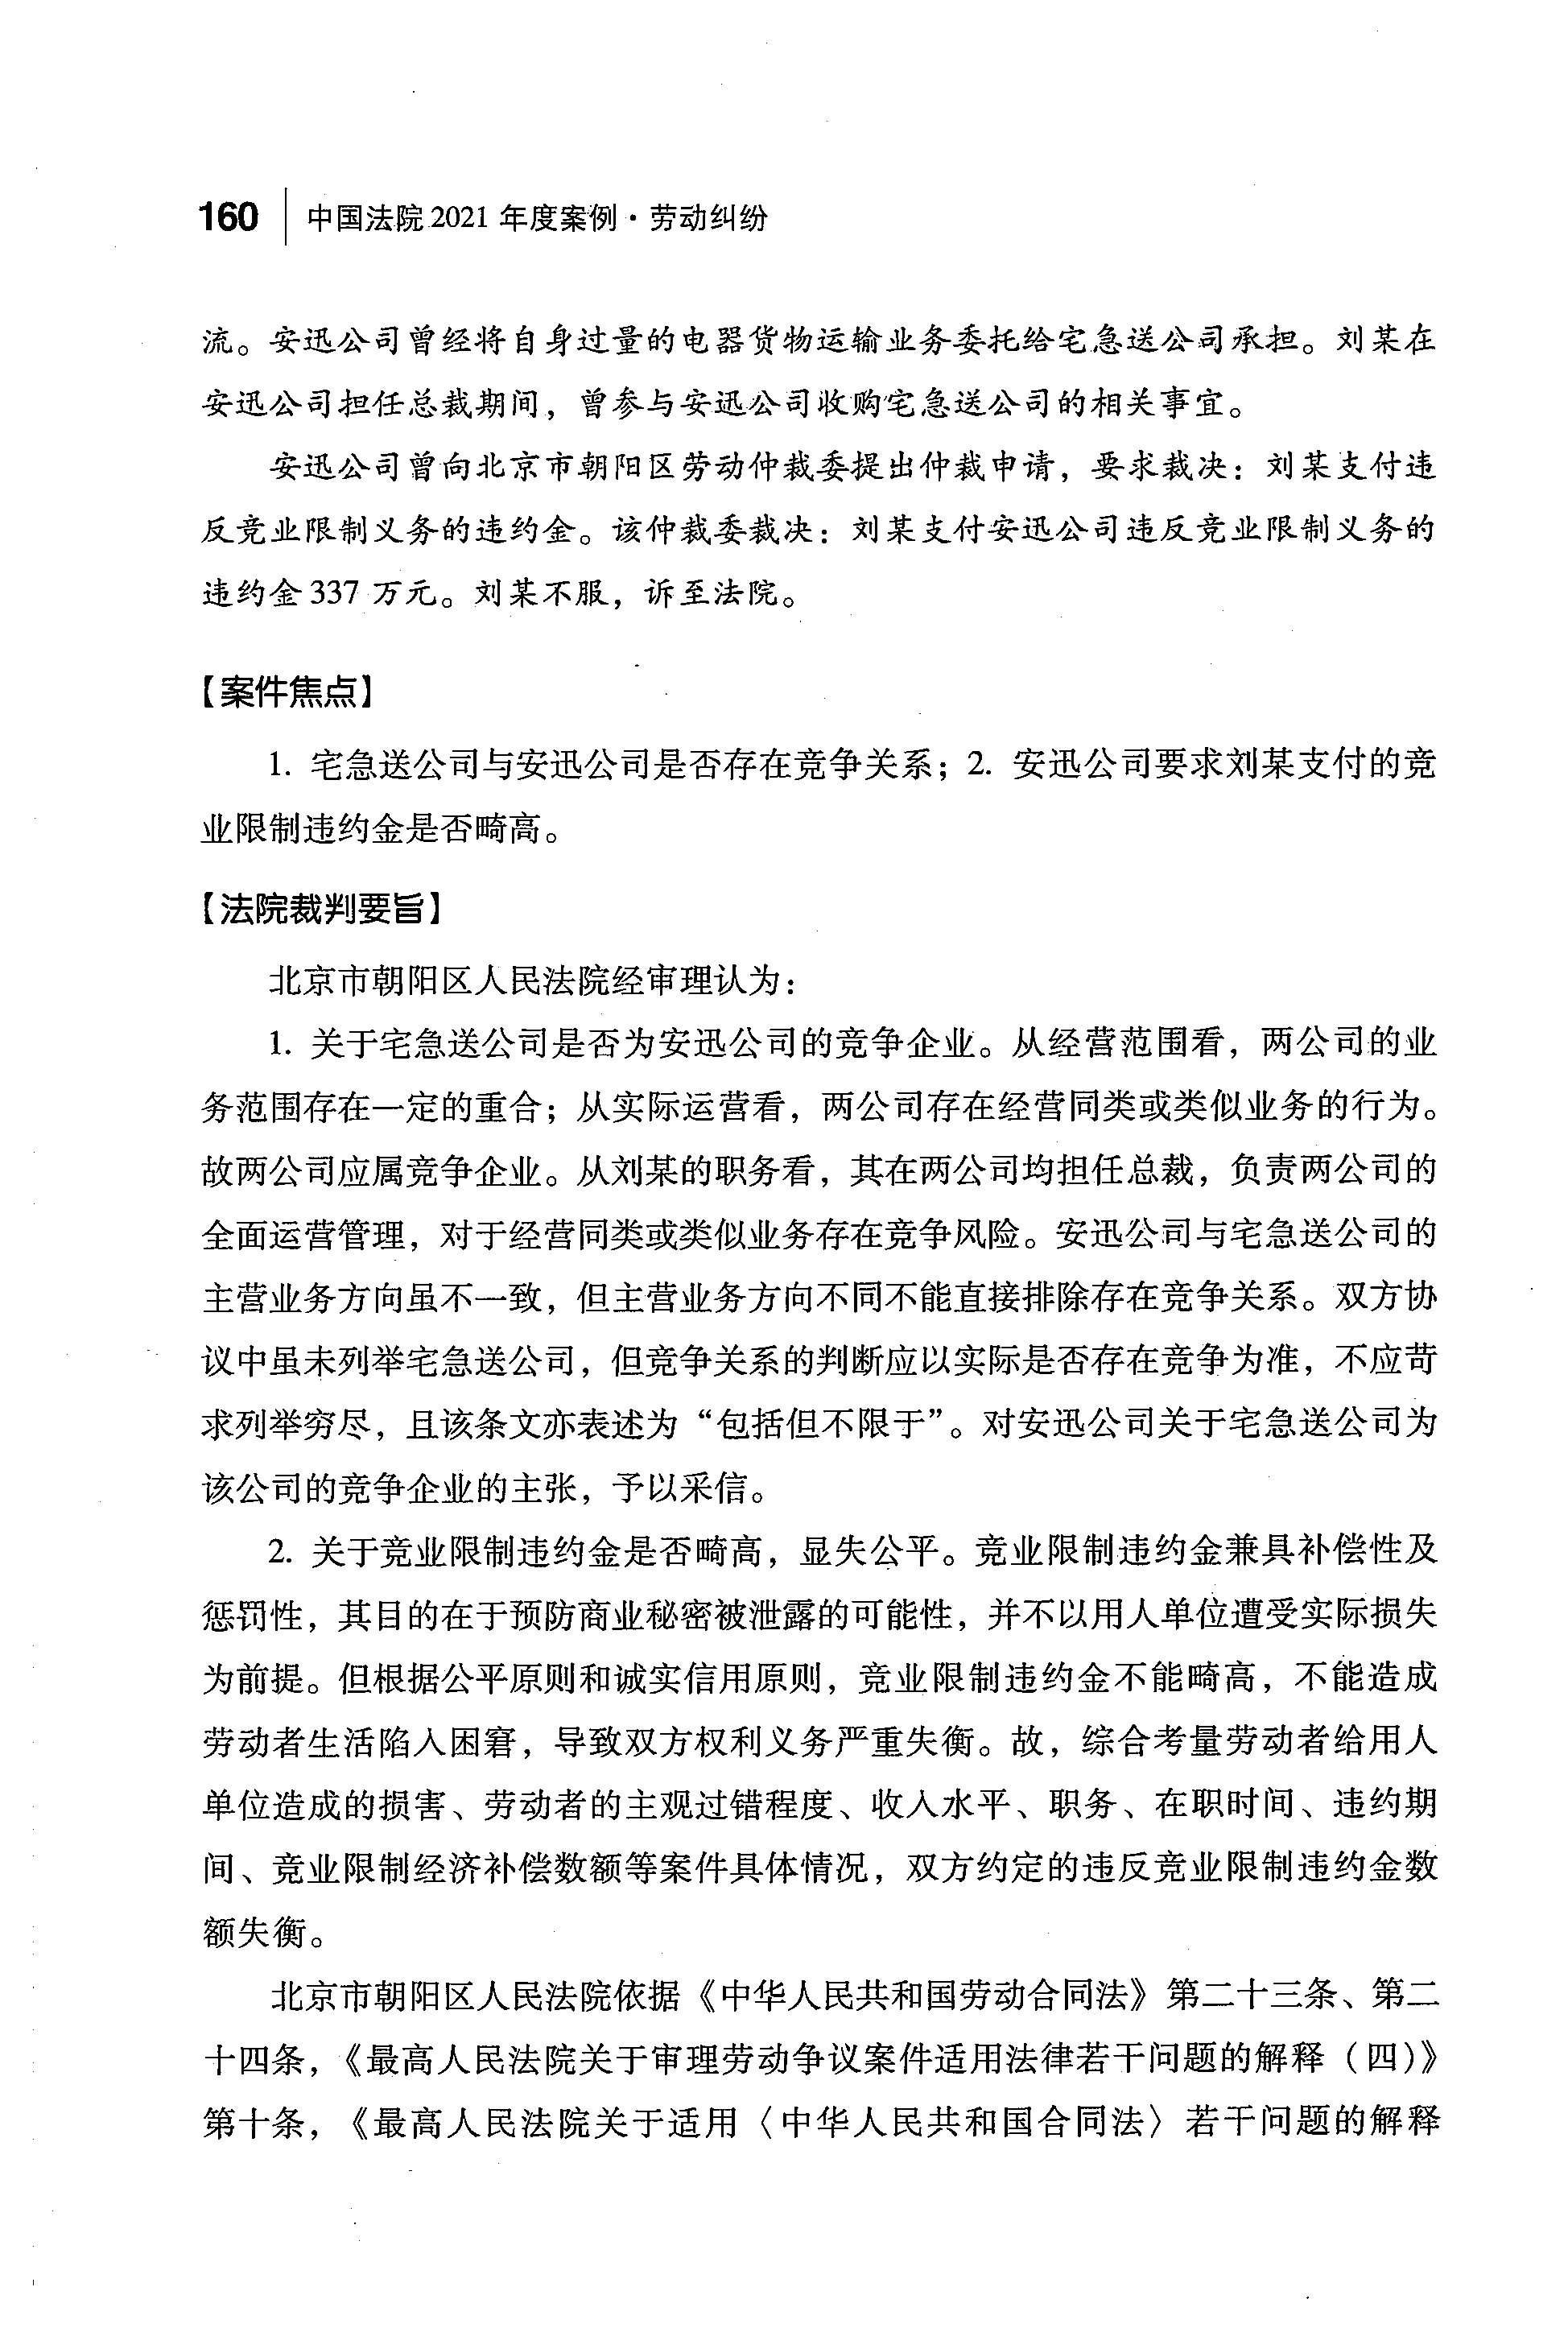 160 中国法院2021年度案例·劳动纠纷
流。安迅公司曾经将自身过量的电器货物运输业务委托给宅急送公司承担。刘某在
安迅公司担任总裁期间，曾参与安迅公司收购宅急送公司的相关事宜。
安迅公司曾向北京市朝阳区劳动仲裁委提出仲裁申请，要求裁决：刘某支付违
反竞业限制义务的违约金。该仲裁委裁决：刘某支付安迅公司违反竞业限制义务的
违约金337万元。刘某不服，诉至法院。
【案件焦点】
1. 宅急送公司与安迅公司是否存在竞争关系；2. 安迅公司要求刘某支付的竞
业限制违约金是否畸高。
【法院裁判要旨】
北京市朝阳区人民法院经审理认为：
1. 关于宅急送公司是否为安迅公司的竞争企业。从经营范围看，两公司的业
务范围存在一定的重合；从实际运营看，两公司存在经营同类或类似业务的行为。
故两公司应属竞争企业。从刘某的职务看，其在两公司均担任总裁，负责两公司的
全面运营管理，对于经营同类或类似业务存在竞争风险。安迅公司与宅急送公司的
主营业务方向虽不一致，但主营业务方向不同不能直接排除存在竞争关系。双方协
议中虽未列举宅急送公司，但竞争关系的判断应以实际是否存在竞争为准，不应苛
求列举穷尽，且该条文亦表述为“包括但不限于”。对安迅公司关于宅急送公司为
该公司的竞争企业的主张，予以采信。
2. 关于竞业限制违约金是否畸高，显失公平。竞业限制违约金兼具补偿性及
惩罚性，其目的在于预防商业秘密被泄露的可能性，并不以用人单位遭受实际损失
为前提。但根据公平原则和诚实信用原则，竞业限制违约金不能畸高，不能造成
劳动者生活陷入困窘，导致双方权利义务严重失衡。故，综合考量劳动者给用人
单位造成的损害、劳动者的主观过错程度、收入水平、职务、在职时间、违约期
间、竞业限制经济补偿数额等案件具体情况，双方约定的违反竞业限制违约金数
额失衡。
北京市朝阳区人民法院依据《中华人民共和国劳动合同法》第二十三条、第二
十四条，《最高人民法院关于审理劳动争议案件适用法律若干问题的解释（四）》
第十条，《最高人民法院关于适用〈中华人民共和国合同法〉若干问题的解释